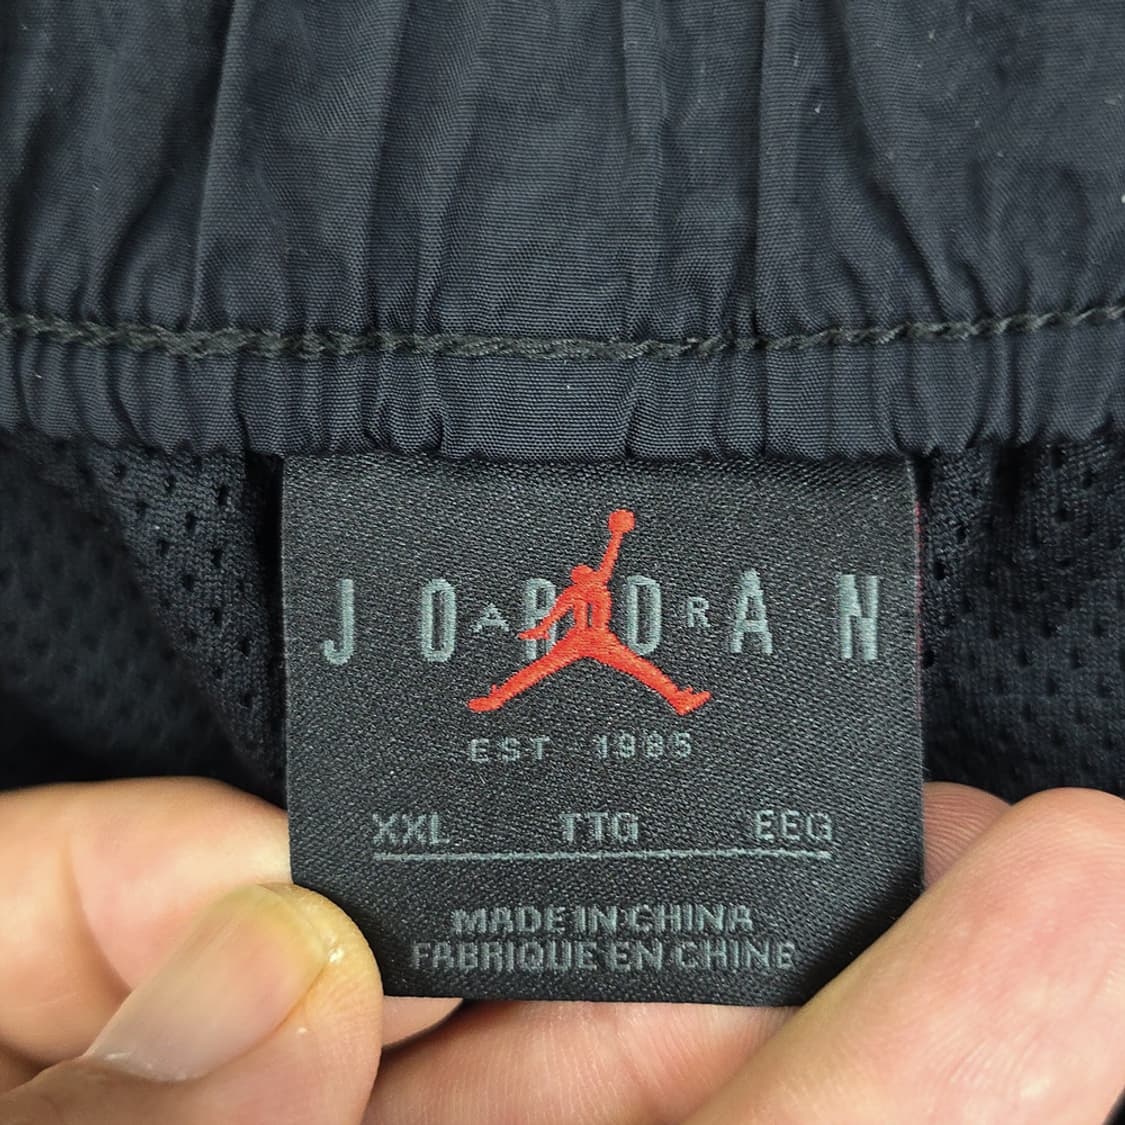 JORDAN
AIR
EST 1985
XXL TTG EEG
MADE IN CHINA
FABRIQUE EN CHINE